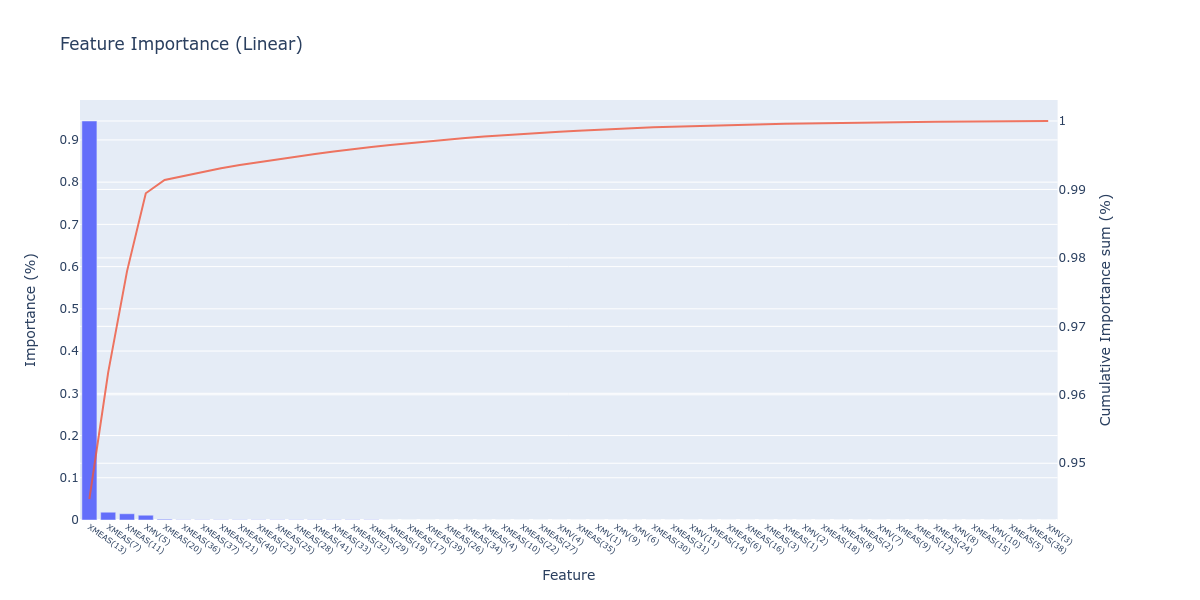 Feature Importance (Linear)
0.9
0.8
0.7
0.6
0.5
0.4
0.3
0.2
0.1
0
Importance (%)
1
0.99
0.98
0.97
0.96
0.95
Cumulative Importance sum (%)
XMEAS(13)
XMEAS(7)
XMEAS(11)
XMV(5)
XMEAS(20)
XMEAS(36)
XMEAS(37)
XMEAS(21)
XMEAS(40)
XMEAS(23)
XMEAS(25)
XMEAS(28)
XMEAS(41)
XMEAS(33)
XMEAS(32)
XMEAS(29)
XMEAS(19)
XMEAS(17)
XMEAS(39)
XMEAS(26)
XMEAS(34)
XMEAS(4)
XMEAS(10)
XMEAS(22)
XMEAS(27)
XMV(4)
XMEAS(35)
XMV(1)
XMV(9)
XMV(6)
XMEAS(30)
XMEAS(31)
XMV(11)
XMEAS(14)
XMEAS(6)
XMEAS(16)
XMEAS(3)
XMEAS(1)
XMV(2)
XMEAS(18)
XMEAS(8)
XMEAS(2)
XMV(7)
XMEAS(9)
XMEAS(12)
XMEAS(24)
XMV(8)
XMEAS(15)
XMV(10)
XMEAS(5)
XMEAS(38)
XMV(3)
Feature